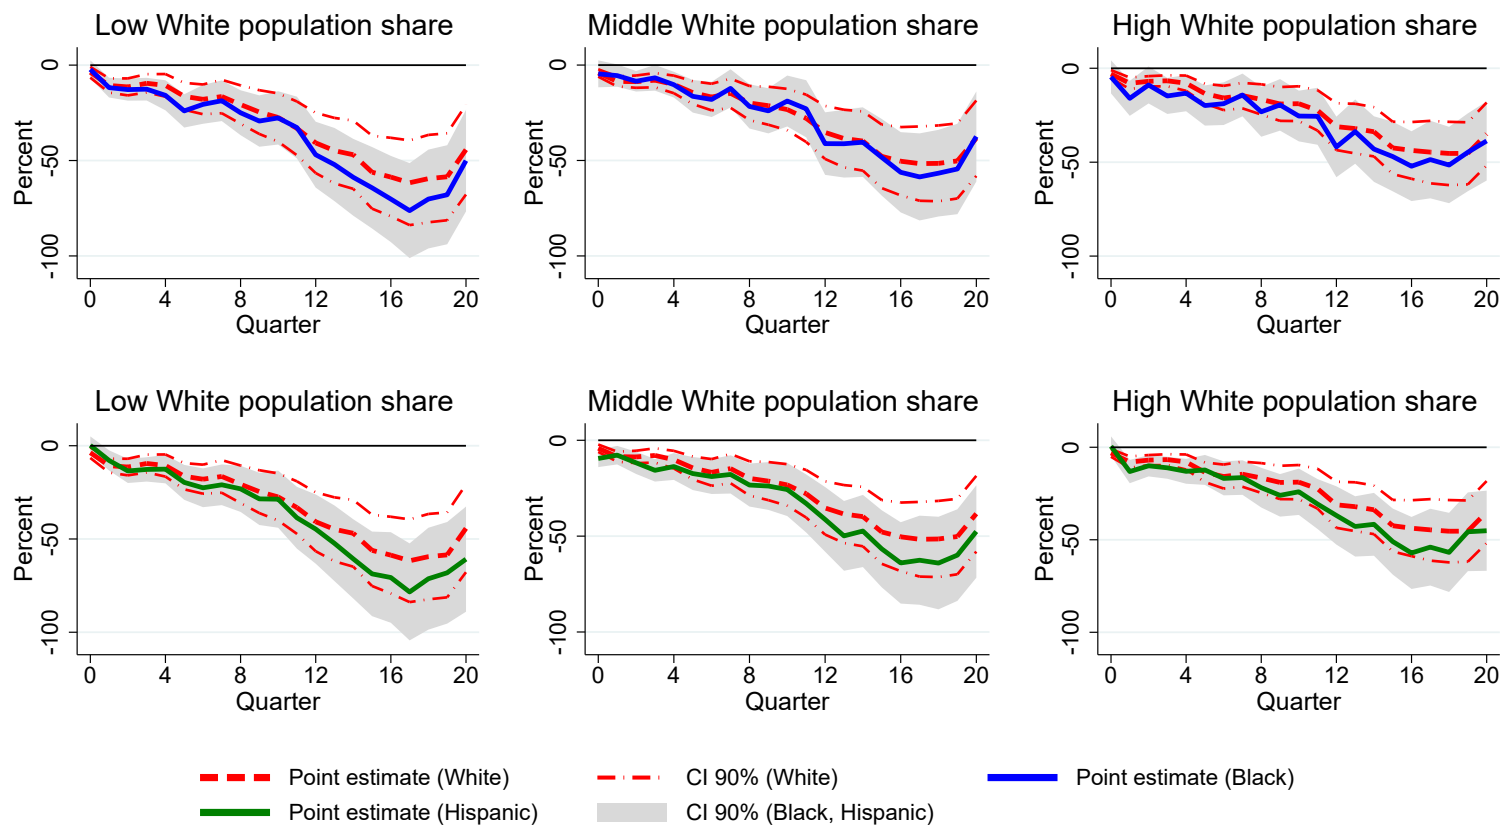 Low White population share
Middle White population share
High White population share
Percent
0
-50
-100
0 4 8 12 16 20
Quarter
Percent
0
-50
-100
0 4 8 12 16 20
Quarter
Percent
0
-50
-100
0 4 8 12 16 20
Quarter
Low White population share
Middle White population share
High White population share
Percent
0
-50
-100
0 4 8 12 16 20
Quarter
Percent
0
-50
-100
0 4 8 12 16 20
Quarter
Percent
0
-50
-100
0 4 8 12 16 20
Quarter
Point estimate (White)
CI 90% (White)
Point estimate (Black)
Point estimate (Hispanic)
CI 90% (Black, Hispanic)